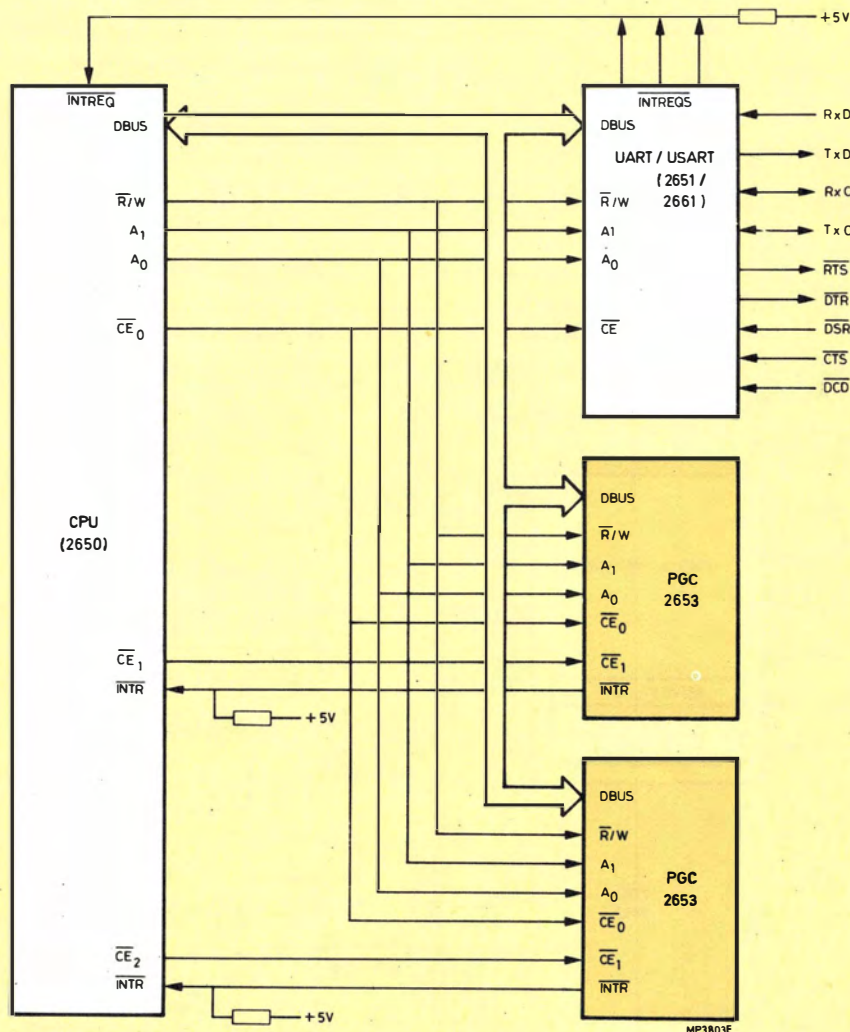 +5V
INTREQ
DBUS
R/W
A1
A0
CE0
CPU
(2650)
CE1
INTR
+5V
CE2
INTR
+5V
INTREQS
DBUS
UART / USART
(2651 /
2661)
R/W
A1
A0
CE
RxD
TxD
RxC
TxC
RTS
DTR
DSR
CTS
DCD
DBUS
R/W
A1
A0
CE0
CE1
INTR
PGC
2653
DBUS
R/W
A1
A0
CE0
CE1
INTR
PGC
2653
MP3803E